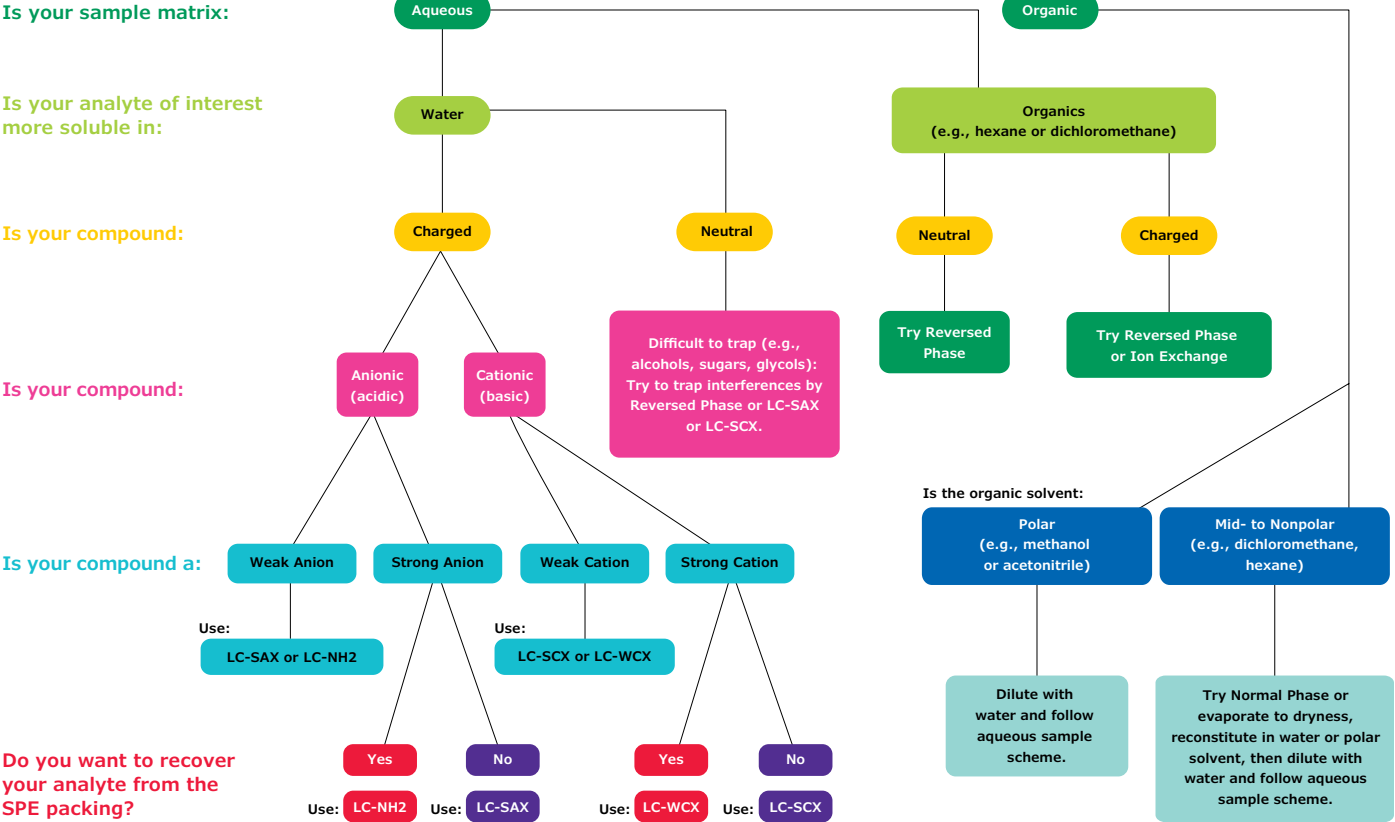 Is your sample matrix:
Aqueous
Organic
Is your analyte of interest
more soluble in:
Water
Organics
(e.g., hexane or dichloromethane)
Is your compound:
Charged
Neutral
Neutral
Charged
Is your compound:
Anionic
(acidic)
Cationic
(basic)
Difficult to trap (e.g.,
alcohols, sugars, glycols):
Try to trap interferences by
Reversed Phase or LC-SAX
or LC-SCX.
Try Reversed
Phase
Try Reversed Phase
or Ion Exchange
Is the organic solvent:
Polar
(e.g., methanol
or acetonitrile)
Mid- to Nonpolar
(e.g., dichloromethane,
hexane)
Is your compound a:
Weak Anion
Strong Anion
Weak Cation
Strong Cation
Use:
LC-SAX or LC-NH2
Use:
LC-SCX or LC-WCX
Dilute with
water and follow
aqueous sample
scheme.
Try Normal Phase or
evaporate to dryness,
reconstitute in water or polar
solvent, then dilute with
water and follow aqueous
sample scheme.
Do you want to recover
your analyte from the
SPE packing?
Yes
No
Yes
No
Use: LC-NH2
Use: LC-SAX
Use: LC-WCX
Use: LC-SCX